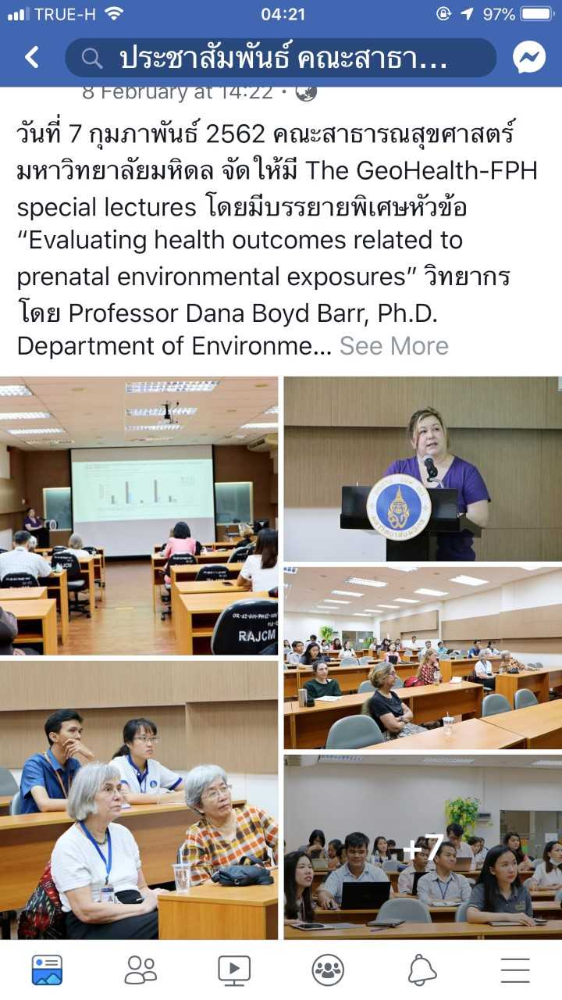 TRUE-H
04:21
97%
ประชาสัมพันธ์ คณะสาธา...
8 February at 14:22 ·
วันที่ 7 กุมภาพันธ์ 2562 คณะสาธารณสุขศาสตร์
มหาวิทยาลัยมหิดล จัดให้มี The GeoHealth-FPH
special lectures โดยมีบรรยายพิเศษหัวข้อ
“Evaluating health outcomes related to
prenatal environmental exposures” วิทยากร
โดย Professor Dana Boyd Barr, Ph.D.
Department of Environme... See More
RAJCM
+7